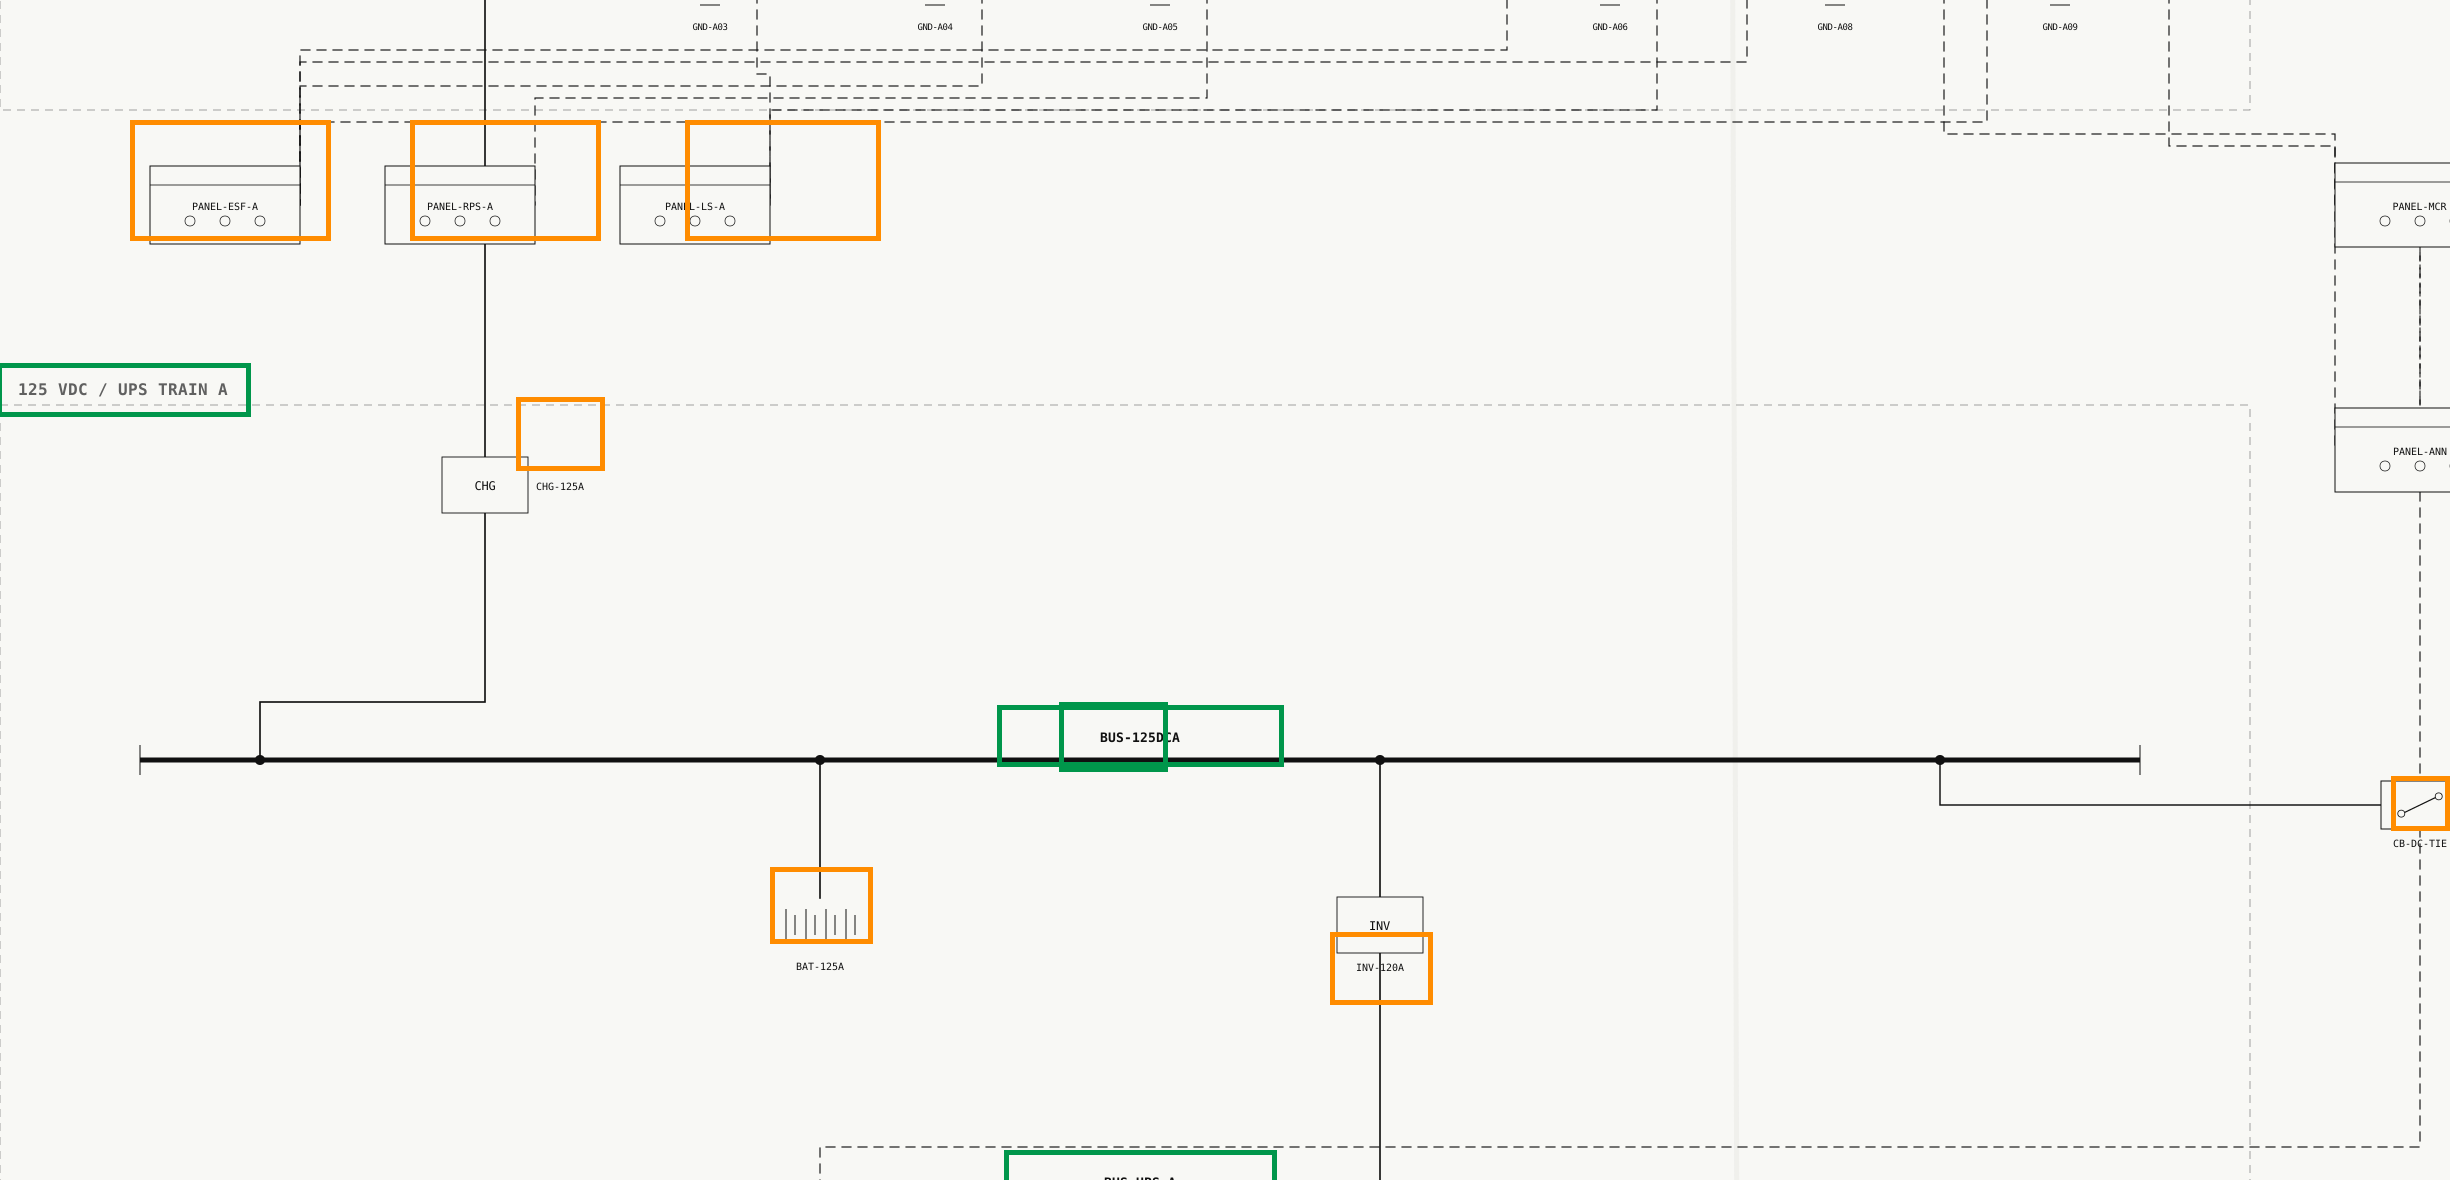 GND-A03
GND-A04
GND-A05
GND-A06
GND-A08
GND-A09
PANEL-ESF-A
PANEL-RPS-A
PANEL-LS-A
PANEL-MCR
125 VDC / UPS TRAIN A
PANEL-ANN
CHG
CHG-125A
BUS-125DCA
CB-DC-TIE
INV
BAT-125A
INV-120A
BUS-UPS-A